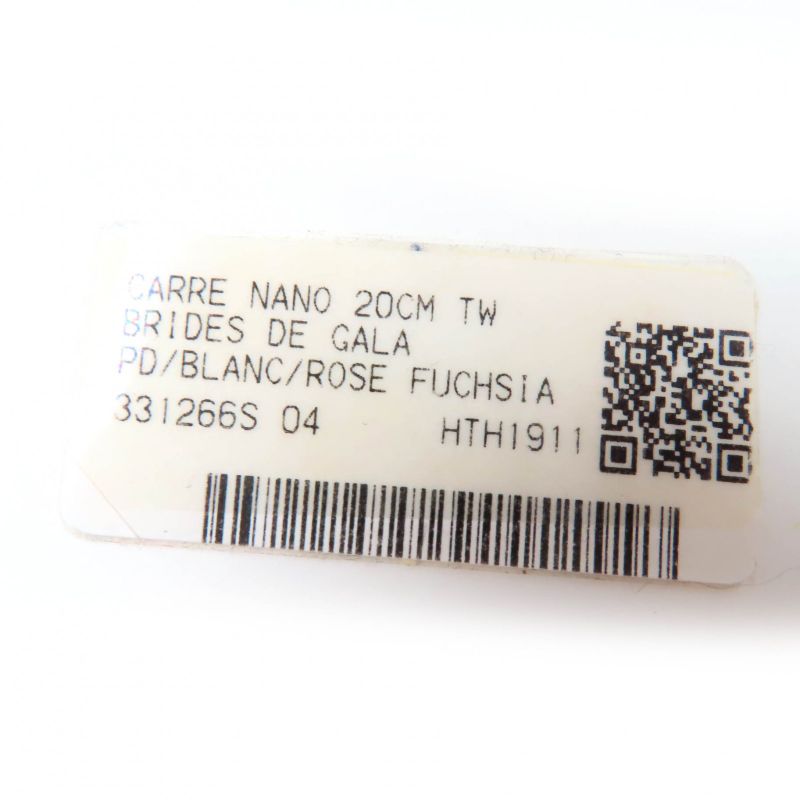 CARRE NANO 20CM TW
BRIDES DE GALA
PD/BLANC/ROSE FUCHSIA
331266S 04 HTH1911